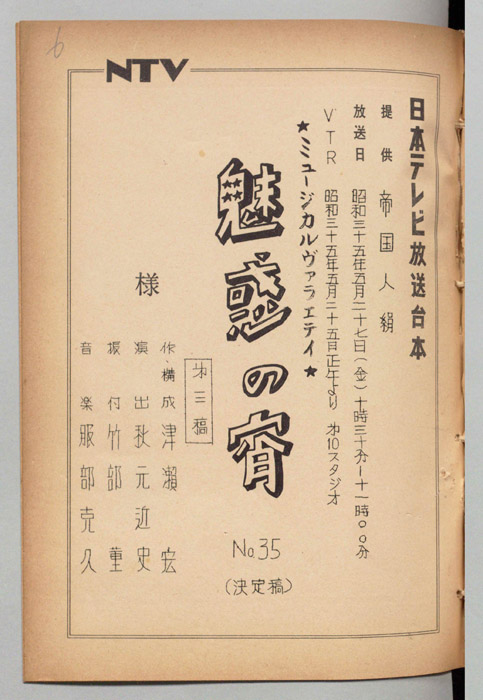 6
NTV
日本テレビ放送台本
提供 帝国人絹
放送日 昭和三十五年五月二十七日(金)十時三十分ー十一時〇〇分
VTR 昭和三十五年五月二十五日正午より 才10スタジオ
★ミュージカルヴァラエテイ★
魅惑の宵
No.35
(決定稿)
才三稿
様
作・構成 津瀬 宏
演出 秋元近史
振付 竹部 董
音楽 服部克久